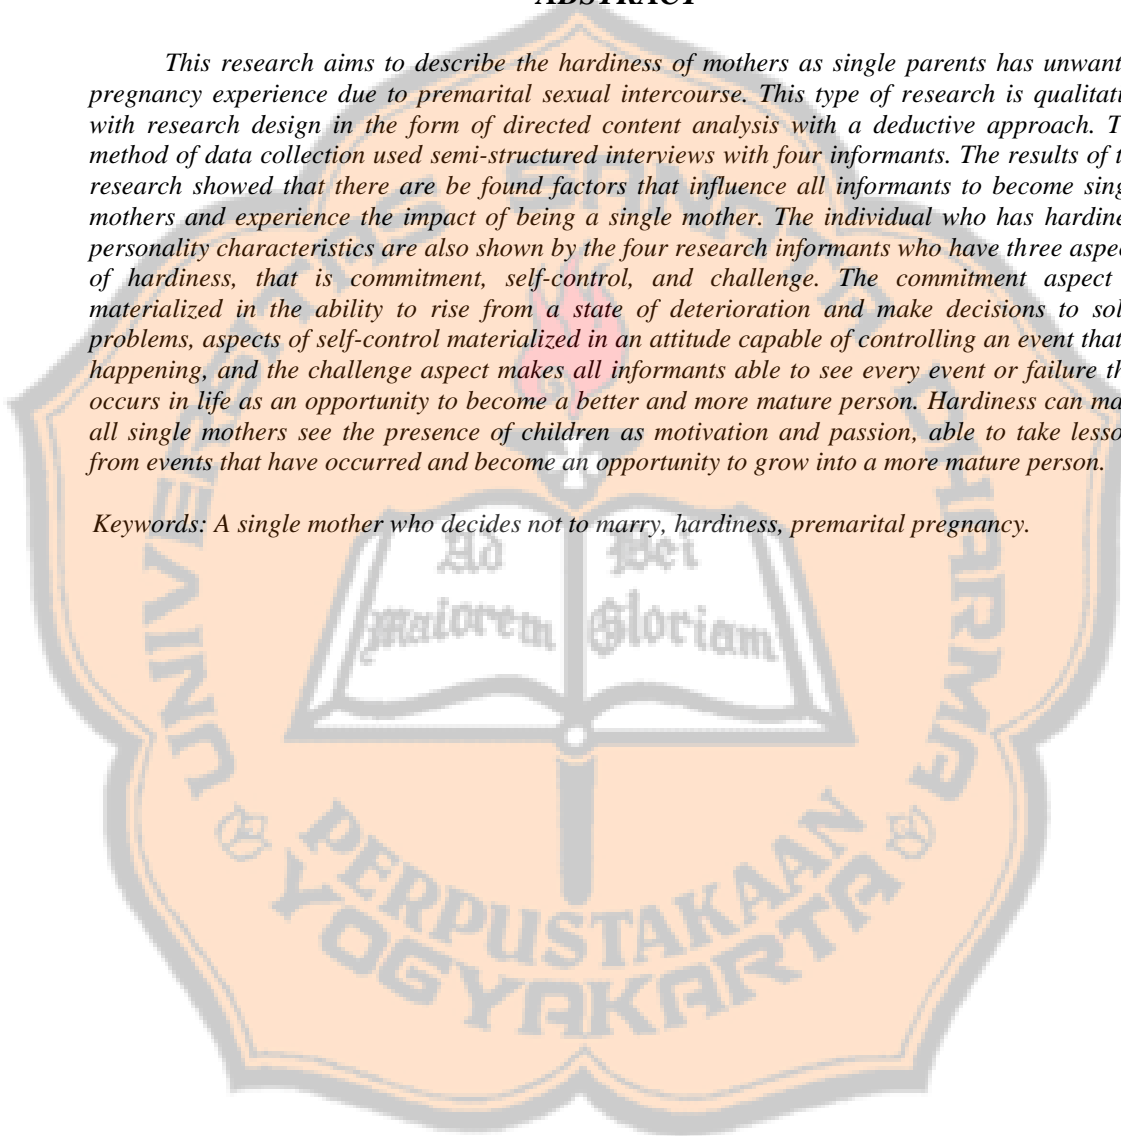 ABSTRACT
This research aims to describe the hardiness of mothers as single parents has unwant
pregnancy experience due to premarital sexual intercourse. This type of research is qualitati
with research design in the form of directed content analysis with a deductive approach. T
method of data collection used semi-structured interviews with four informants. The results of t
research showed that there are be found factors that influence all informants to become sing
mothers and experience the impact of being a single mother. The individual who has hardine
personality characteristics are also shown by the four research informants who have three aspec
of hardiness, that is commitment, self-control, and challenge. The commitment aspect
materialized in the ability to rise from a state of deterioration and make decisions to sol
problems, aspects of self-control materialized in an attitude capable of controlling an event that
happening, and the challenge aspect makes all informants able to see every event or failure th
occurs in life as an opportunity to become a better and more mature person. Hardiness can ma
all single mothers see the presence of children as motivation and passion, able to take lesso
from events that have occurred and become an opportunity to grow into a more mature person.
Keywords: A single mother who decides not to marry, hardiness, premarital pregnancy.
UNIVERSITAS SANATA DHARMA
Ad Dei
Maiorem Gloriam
PERPUSTAKAAN
YOGYAKARTA